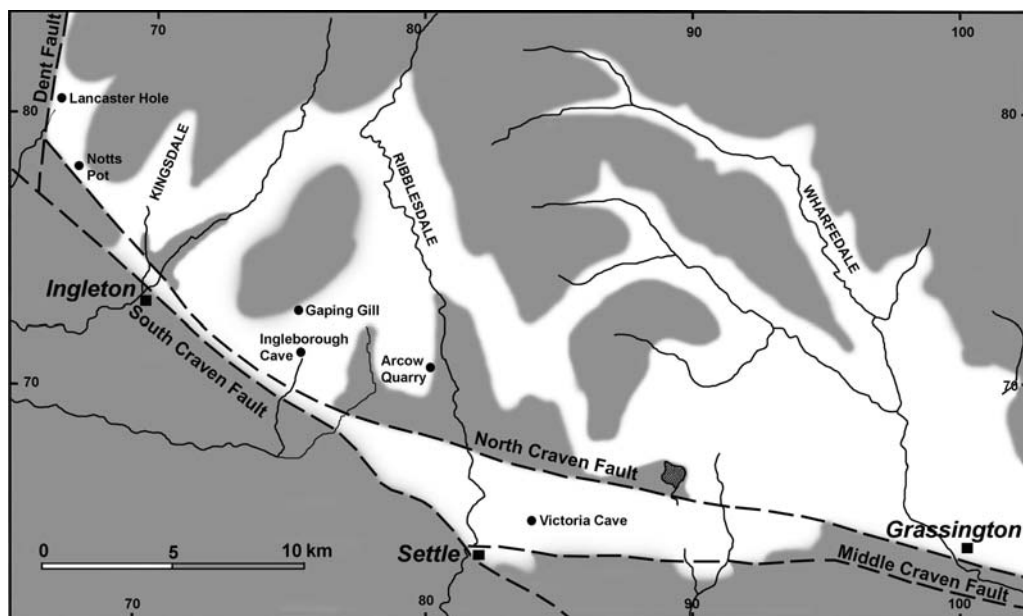 70
80
90
100
Dent Fault
Lancaster Hole
80
80
Notts
Pot
KINGSDALE
RIBBLESDALE
WHARFEDALE
Ingleton
Gaping Gill
South Craven Fault
Ingleborough
Cave
Arcow
Quarry
70
70
North Craven Fault
Victoria Cave
Grassington
0
5
10 km
Settle
Middle Craven Fault
70
80
90
100